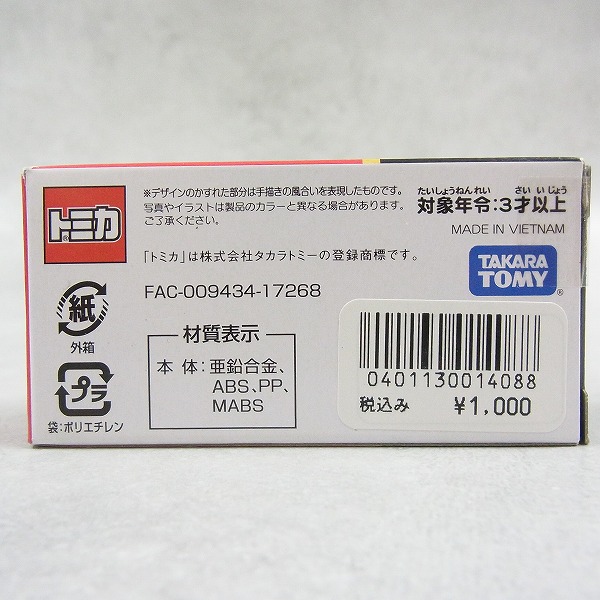 トミカ
®
※デザインのかすれた部分は手描きの風合いを表現したものです。
写真やイラストは製品のカラーと異なる場合があります。
ご了承ください。
たいしょうねんれい さい いじょう
対象年令:3才以上
MADE IN VIETNAM
「トミカ」は株式会社タカラトミーの登録商標です。
TAKARA
TOMY
®
FAC-009434-17268
紙
外箱
プラ
袋:ポリエチレン
材質表示
本 体:亜鉛合金、
ABS、PP、
MABS
0401130014088
税込み ¥1,000